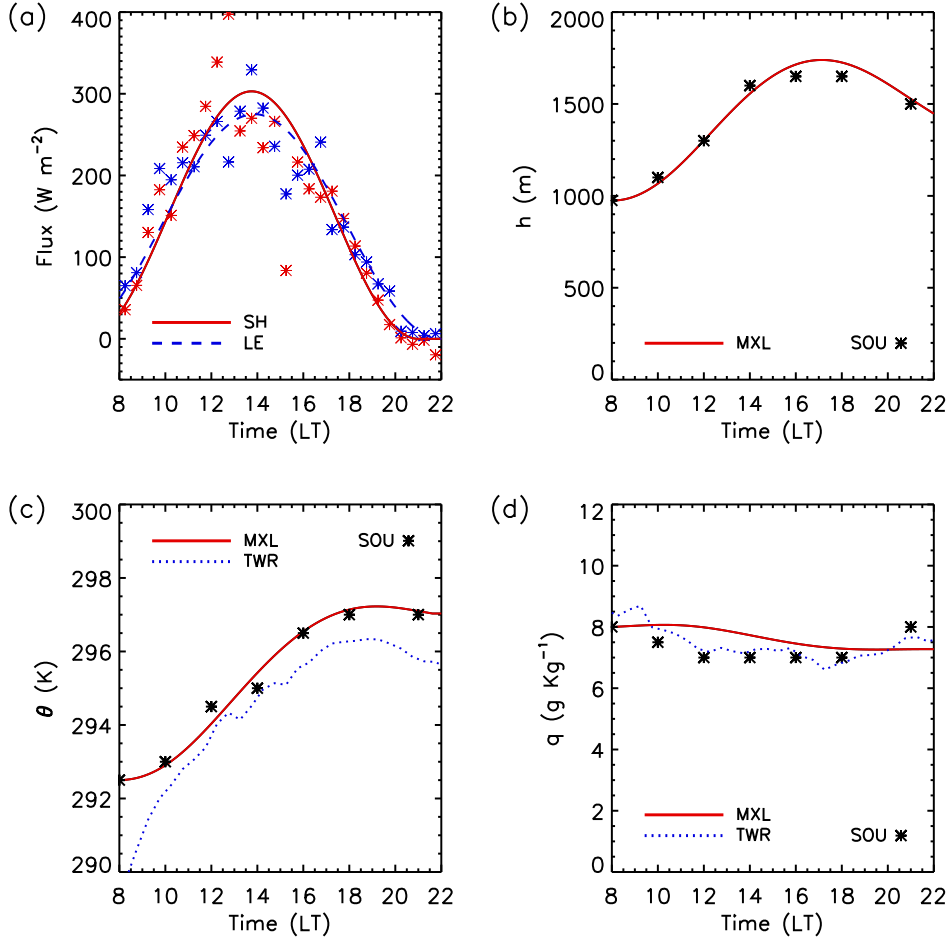 (a)
400
300
200
100
0
Flux (W m⁻²)
SH
LE
8 10 12 14 16 18 20 22
Time (LT)
(b)
2000
1500
1000
500
0
h (m)
MXL SOU
8 10 12 14 16 18 20 22
Time (LT)
(c)
300
298
296
294
292
290
θ (K)
MXL SOU
TWR
8 10 12 14 16 18 20 22
Time (LT)
(d)
12
10
8
6
4
2
0
q (g Kg⁻¹)
MXL
TWR SOU
8 10 12 14 16 18 20 22
Time (LT)